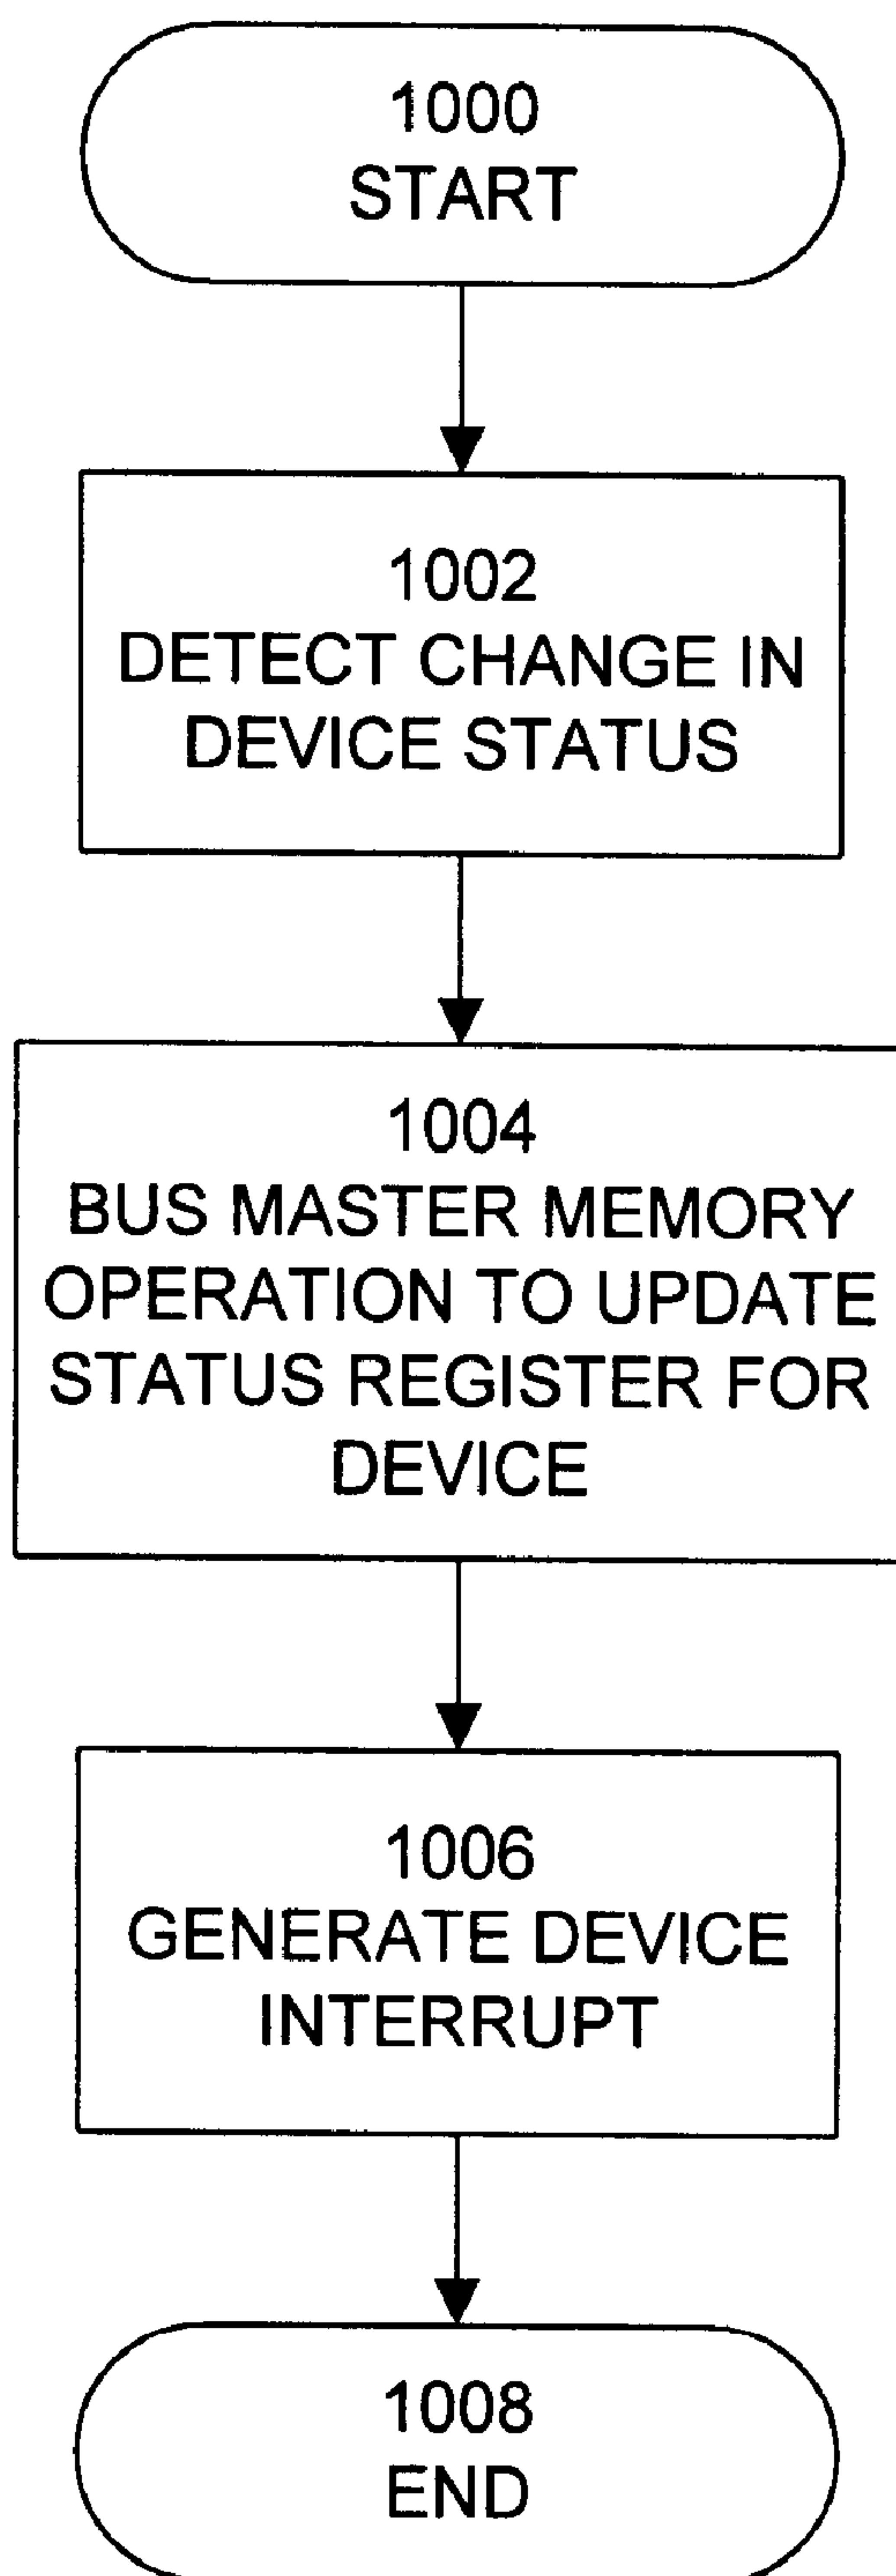 1000
START
1002
DETECT CHANGE IN
DEVICE STATUS
1004
BUS MASTER MEMORY
OPERATION TO UPDATE
STATUS REGISTER FOR
DEVICE
1006
GENERATE DEVICE
INTERRUPT
1008
END